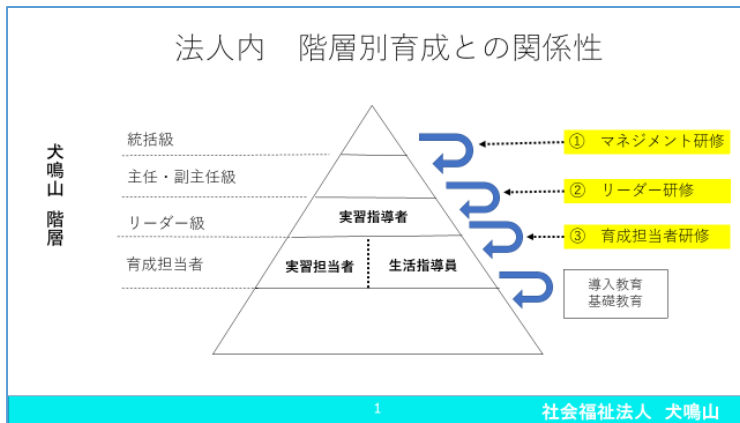 法人内　階層別育成との関係性
犬鳴山　階層
統括級
① マネジメント研修
主任・副主任級
② リーダー研修
リーダー級
実習指導者
③ 育成担当者研修
育成担当者
実習担当者
生活指導員
導入教育
基礎教育
1
社会福祉法人　犬鳴山